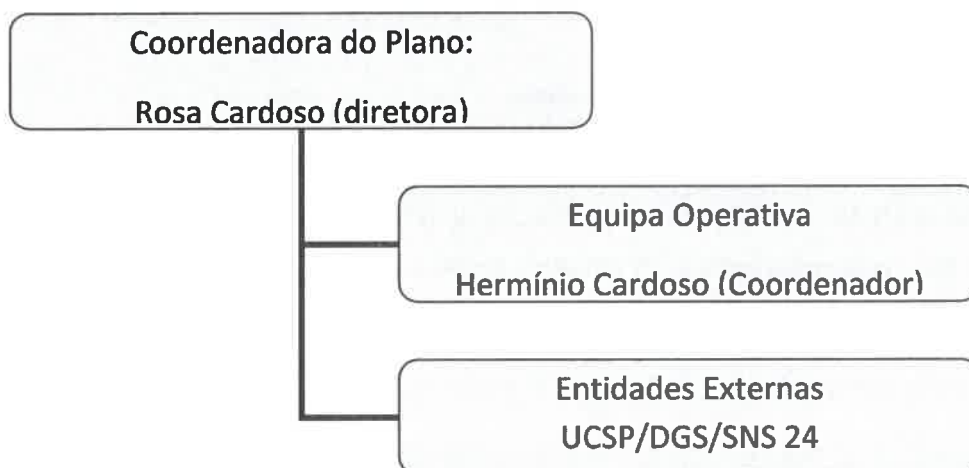 Coordenadora do Plano:
Rosa Cardoso (diretora)
Equipa Operativa
Hermínio Cardoso (Coordenador)
Entidades Externas
UCSP/DGS/SNS 24